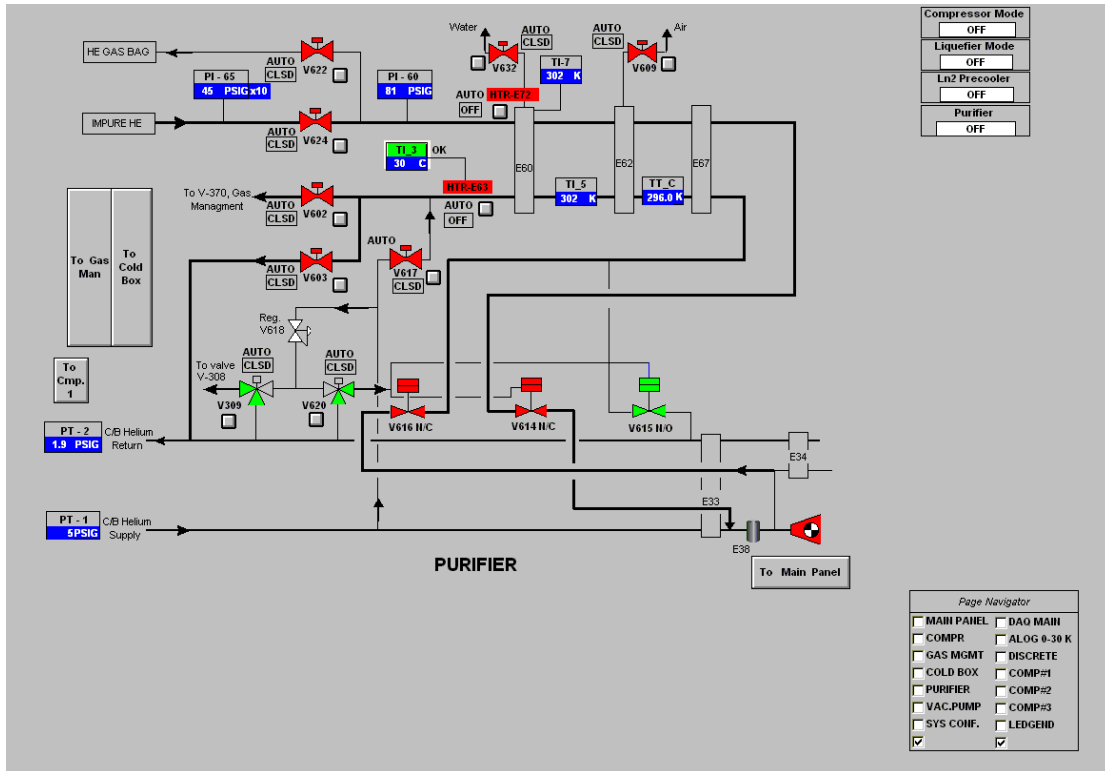 Compressor Mode
OFF
Liquefier Mode
OFF
Ln2 Precooler
OFF
Purifier
OFF
Water
AUTO
CLSD
V632
AUTO
CLSD
V609
Air
HE GAS BAG
AUTO
CLSD
V622
PI - 65
45 PSIG x10
PI - 60
81 PSIG
TI-7
302 K
AUTO
OFF
HTR-E72
IMPURE HE
AUTO
CLSD
V624
TI_3
30 C
OK
HTR-E63
AUTO
OFF
E60
E62
E67
TI_5
302 K
TT_C
296.0 K
To V-370, Gas
Managment
AUTO
CLSD
V602
To Gas
Man
To
Cold
Box
AUTO
CLSD
V603
AUTO
V617
CLSD
Reg.
V618
To
Cmp.
1
To valve
V-308
AUTO
CLSD
V309
AUTO
CLSD
V620
V616 N/C
V614 N/C
V615 N/O
PT - 2
1.9 PSIG
C/B Helium
Return
E34
E33
PT - 1
5PSIG
C/B Helium
Supply
E38
PURIFIER
To Main Panel
Page Navigator
MAIN PANEL
DAQ MAIN
COMPR
ALOG 0-30 K
GAS MGMT
DISCRETE
COLD BOX
COMP#1
PURIFIER
COMP#2
VAC.PUMP
COMP#3
SYS CONF.
LEDGEND